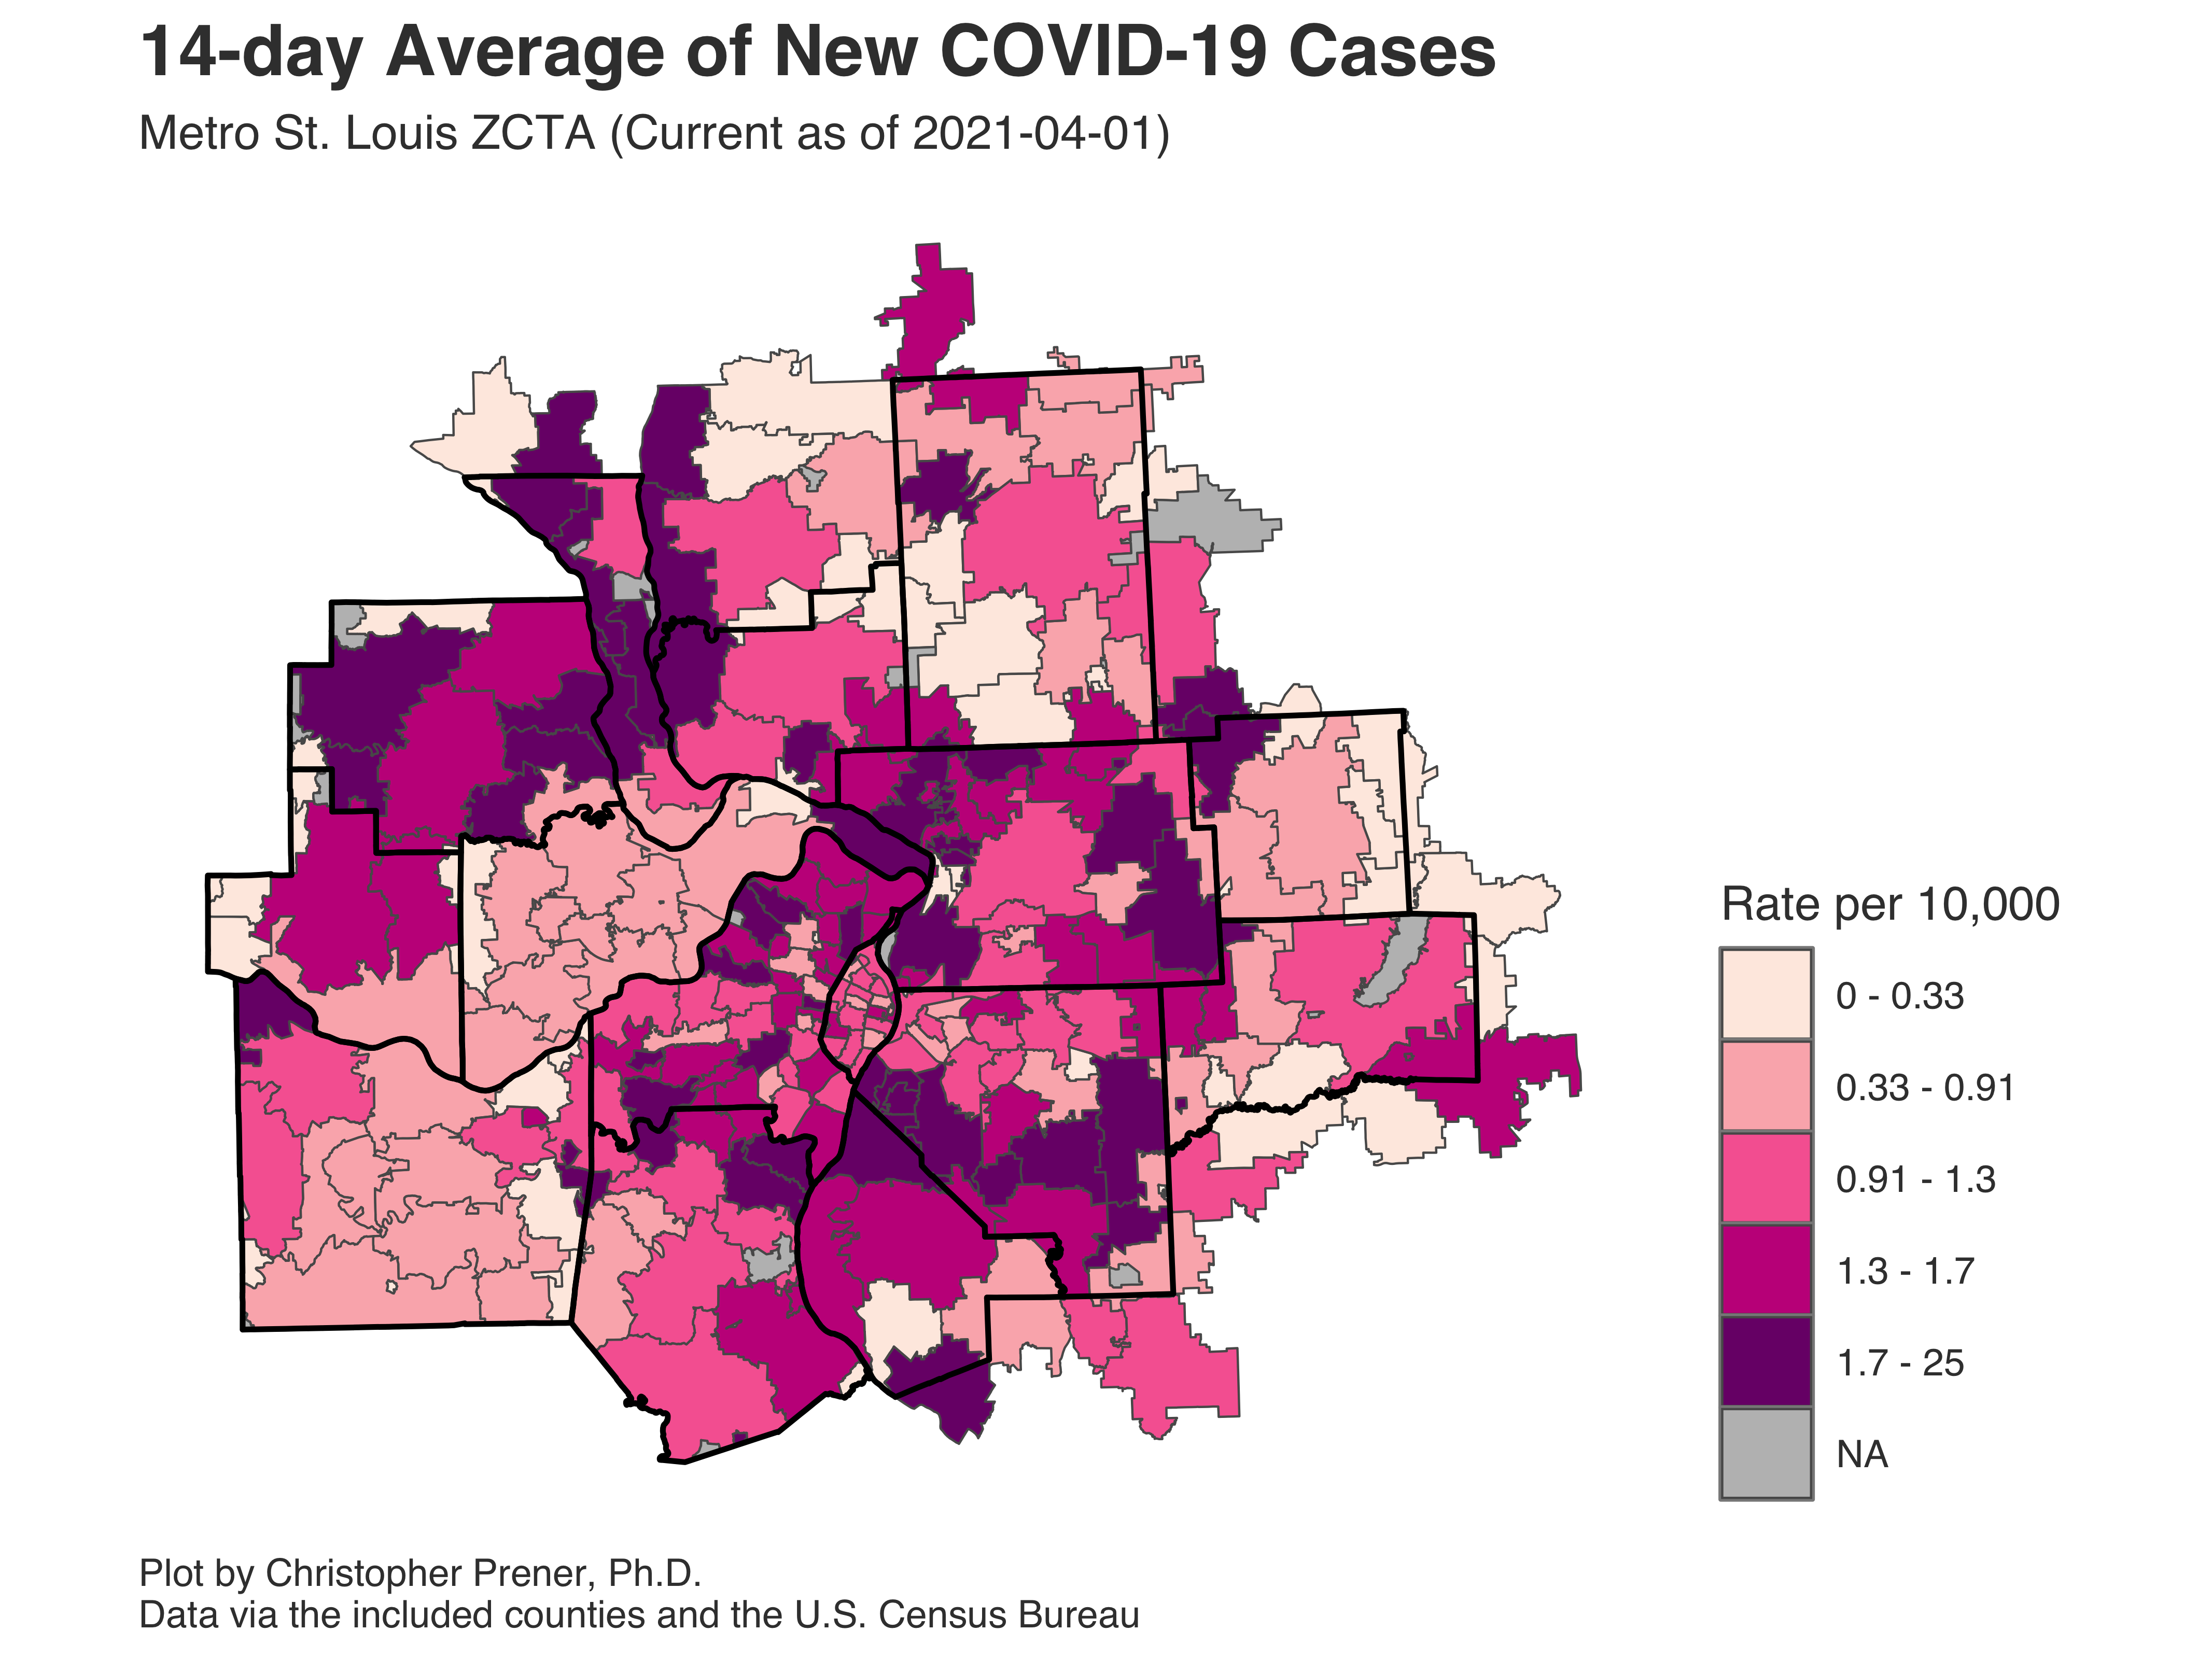 14-day Average of New COVID-19 Cases
Metro St. Louis ZCTA (Current as of 2021-04-01)
Rate per 10,000
0 - 0.33
0.33 - 0.91
0.91 - 1.3
1.3 - 1.7
1.7 - 25
NA
Plot by Christopher Prener, Ph.D.
Data via the included counties and the U.S. Census Bureau